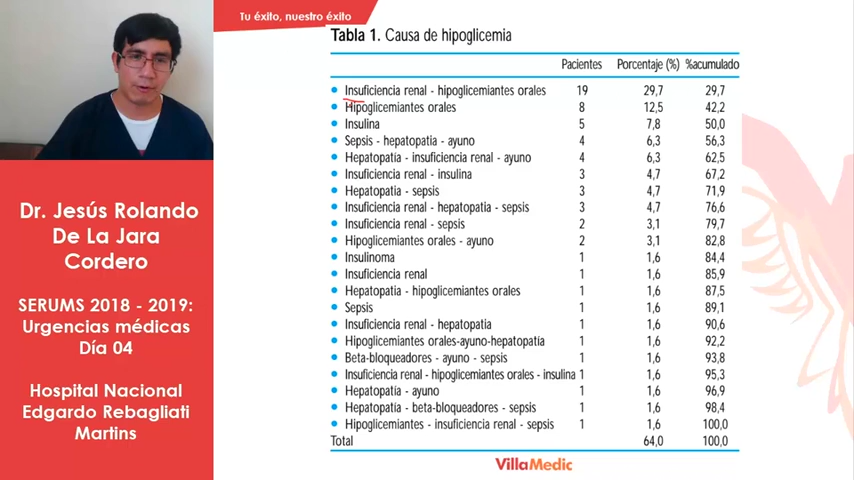 Tu éxito, nuestro éxito
Dr. Jesús Rolando
De La Jara
Cordero
SERUMS 2018 - 2019:
Urgencias médicas
Día 04
Hospital Nacional
Edgardo Rebagliati
Martins
Tabla 1. Causa de hipoglicemia
Pacientes Porcentaje (%) %acumulado
Insuficiencia renal - hipoglicemiantes orales 19 29,7 29,7
Hipoglicemiantes orales 8 12,5 42,2
Insulina 5 7,8 50,0
Sepsis - hepatopatía - ayuno 4 6,3 56,3
Hepatopatía - insuficiencia renal - ayuno 4 6,3 62,5
Insuficiencia renal - insulina 3 4,7 67,2
Hepatopatía - sepsis 3 4,7 71,9
Insuficiencia renal - hepatopatía - sepsis 3 4,7 76,6
Insuficiencia renal - sepsis 2 3,1 79,7
Hipoglicemiantes orales - ayuno 2 3,1 82,8
Insulinoma 1 1,6 84,4
Insuficiencia renal 1 1,6 85,9
Hepatopatía - hipoglicemiantes orales 1 1,6 87,5
Sepsis 1 1,6 89,1
Insuficiencia renal - hepatopatía 1 1,6 90,6
Hipoglicemiantes orales-ayuno-hepatopatía 1 1,6 92,2
Beta-bloqueadores - ayuno - sepsis 1 1,6 93,8
Insuficiencia renal - hipoglicemiantes orales - insulina 1 1,6 95,3
Hepatopatía - ayuno 1 1,6 96,9
Hepatopatía - beta-bloqueadores - sepsis 1 1,6 98,4
Hipoglicemiantes - insuficiencia renal - sepsis 1 1,6 100,0
Total 64,0 100,0
VillaMedic